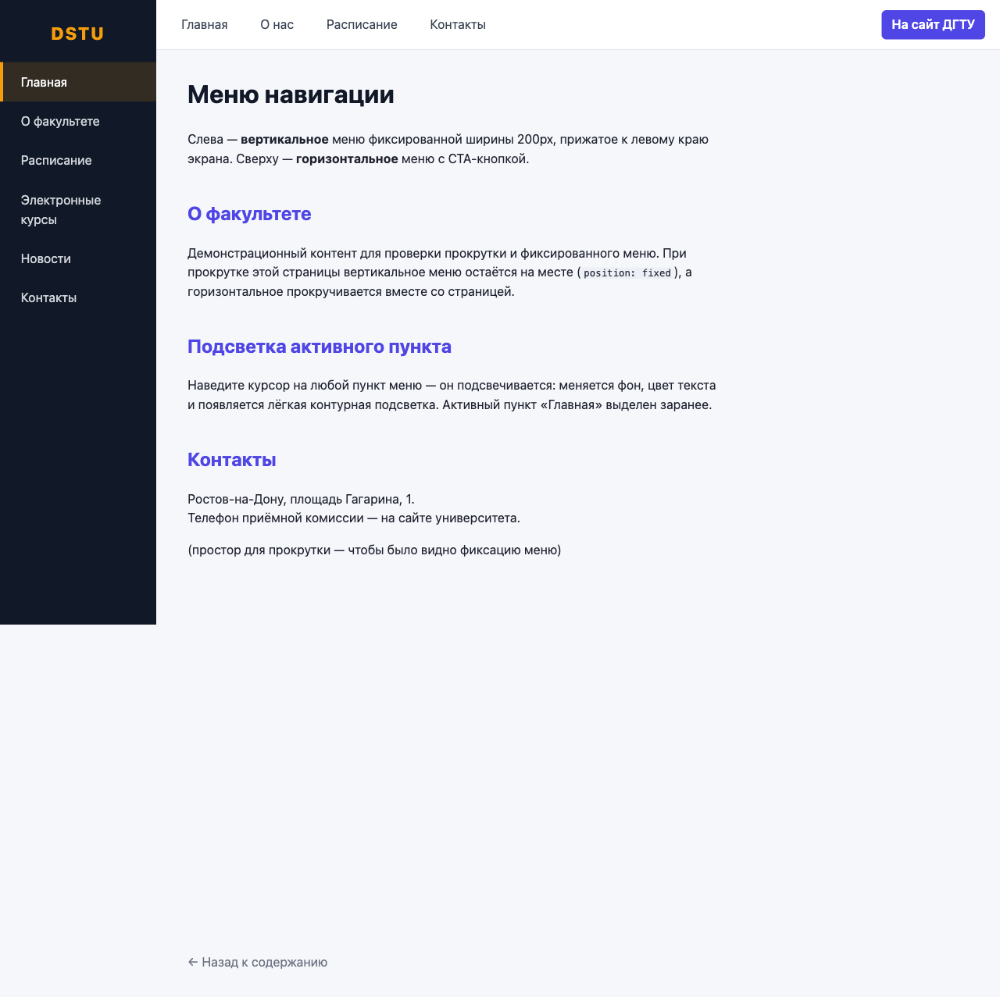 DSTU
Главная
О факультете
Расписание
Электронные
курсы
Новости
Контакты
Главная О нас Расписание Контакты На сайт ДГТУ
Меню навигации
Слева — вертикальное меню фиксированной ширины 200px, прижатое к левому краю
экрана. Сверху — горизонтальное меню с CTA-кнопкой.
О факультете
Демонстрационный контент для проверки прокрутки и фиксированного меню. При
прокрутке этой страницы вертикальное меню остаётся на месте (position: fixed), а
горизонтальное прокручивается вместе со страницей.
Подсветка активного пункта
Наведите курсор на любой пункт меню — он подсвечивается: меняется фон, цвет текста
и появляется лёгкая контурная подсветка. Активный пункт «Главная» выделен заранее.
Контакты
Ростов-на-Дону, площадь Гагарина, 1.
Телефон приёмной комиссии — на сайте университета.
(простор для прокрутки — чтобы было видно фиксацию меню)
← Назад к содержанию